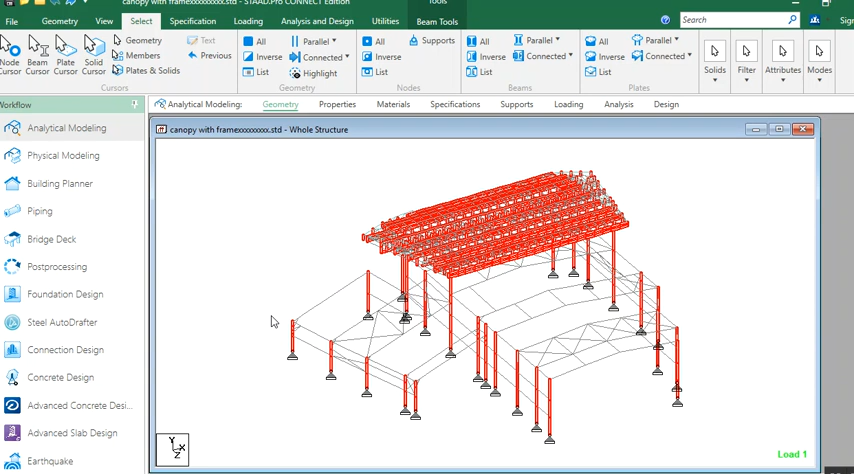 canopy with framexxxxxxxxx.std - STAAD.Pro CONNECT Edition
Tools
File
View
Select
Specification
Loading
Analysis and Design
Utilities
Beam Tools
Search
Node Cursor
Beam Cursor
Plate Cursor
Solid Cursor
Geometry
Members
Plates & Solids
Text
Previous
Cursors
All
Inverse
List
Parallel
Connected
Highlight
Geometry
All
Inverse
List
Supports
Nodes
All
Inverse
List
Parallel
Connected
Beams
All
Inverse
List
Parallel
Connected
Plates
Solids
Filter
Attributes
Modes
Workflow
Analytical Modeling:
Geometry
Properties
Materials
Specifications
Supports
Loading
Analysis
Design
Analytical Modeling
Physical Modeling
Building Planner
Piping
Bridge Deck
Postprocessing
Foundation Design
Steel AutoDrafter
Connection Design
Concrete Design
Advanced Concrete Desi...
Advanced Slab Design
Earthquake
canopy with framexxxxxxxxx.std - Whole Structure
Y
X
Z
Load 1